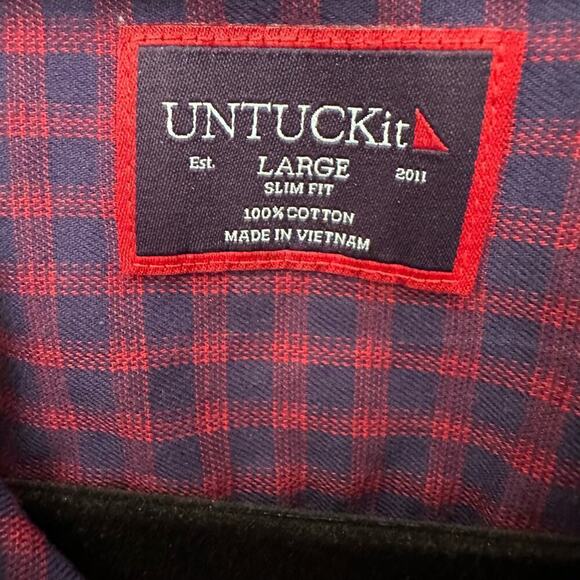 UNTUCKit
Est. LARGE 2011
SLIM FIT
100% COTTON
MADE IN VIETNAM